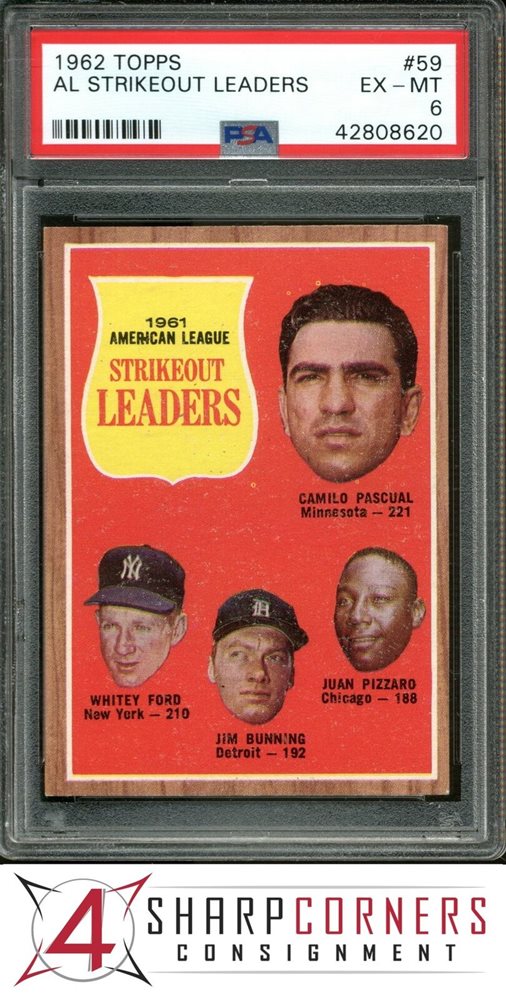 1962 TOPPS #59
AL STRIKEOUT LEADERS EX - MT
6
PSA 42808620
1961
AMERICAN LEAGUE
STRIKEOUT
LEADERS
CAMILO PASCUAL
Minnesota — 221
NY
D
WHITEY FORD
New York — 210
JIM BUNNING
Detroit — 192
JUAN PIZZARO
Chicago — 188
4 SHARPCORNERS
CONSIGNMENT